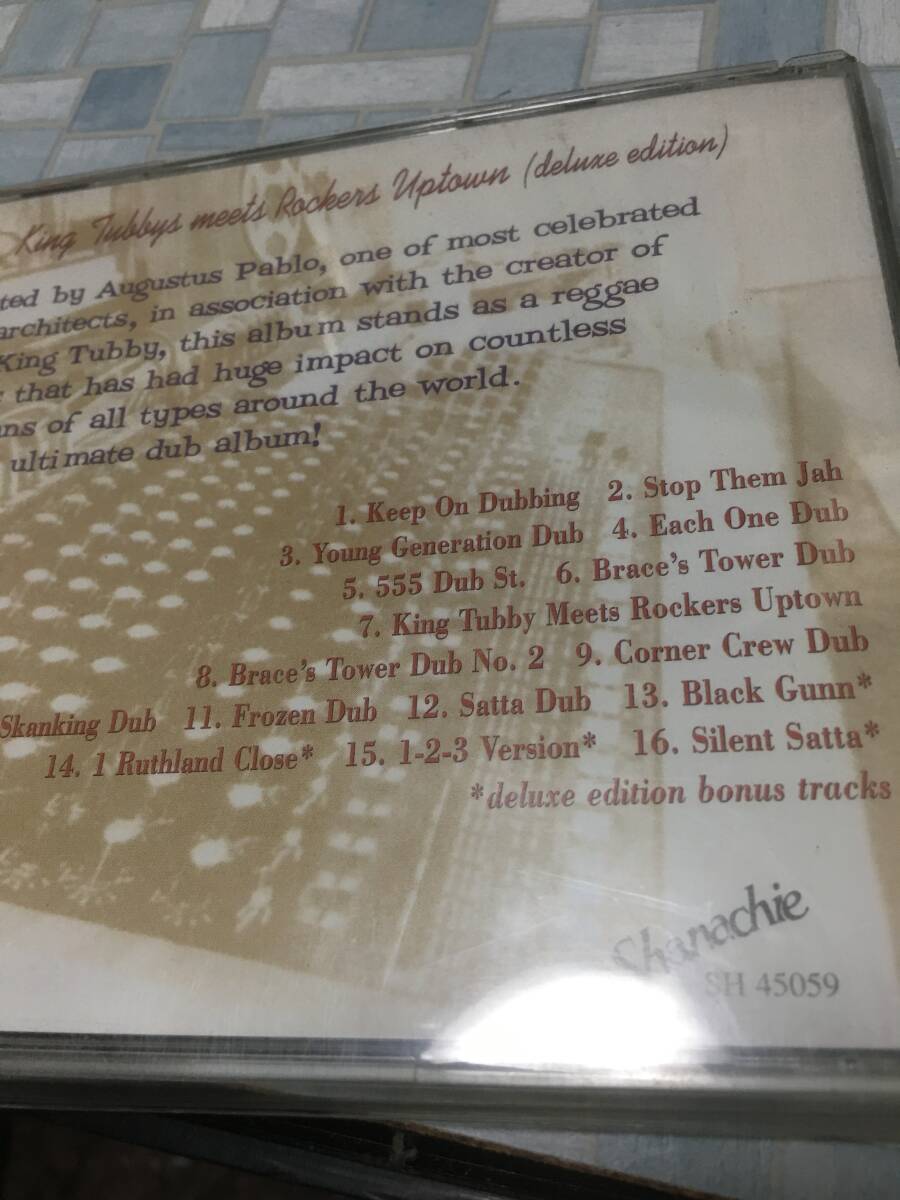 King Tubbys meets Rockers Uptown (deluxe edition)
ted by Augustus Pablo, one of most celebrated
architects, in association with the creator of
King Tubby, this album stands as a reggae
that has had huge impact on countless
ns of all types around the world.
ultimate dub album!
1. Keep On Dubbing 2. Stop Them Jah
3. Young Generation Dub 4. Each One Dub
5. 555 Dub St. 6. Brace's Tower Dub
7. King Tubby Meets Rockers Uptown
8. Brace's Tower Dub No. 2 9. Corner Crew Dub
Skanking Dub 11. Frozen Dub 12. Satta Dub 13. Black Gunn*
14. 1 Ruthland Close* 15. 1-2-3 Version* 16. Silent Satta*
*deluxe edition bonus tracks
Shanachie
SH 45059